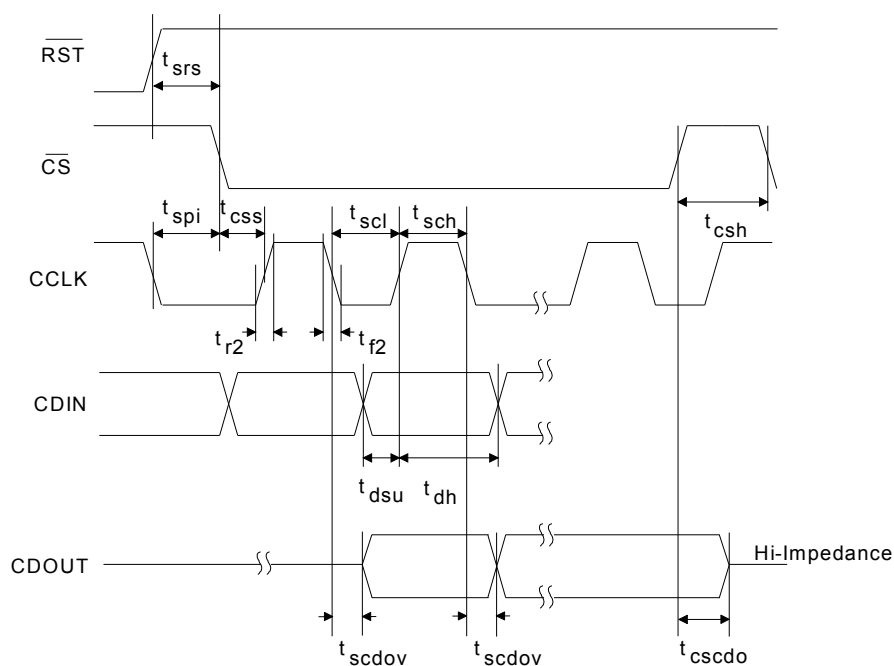 RST
t srs
CS
t spi
t css
t scl
t sch
t csh
CCLK
t r2
t f2
CDIN
t dsu
t dh
CDOUT
Hi-Impedance
t scdov
t scdov
t cscdo